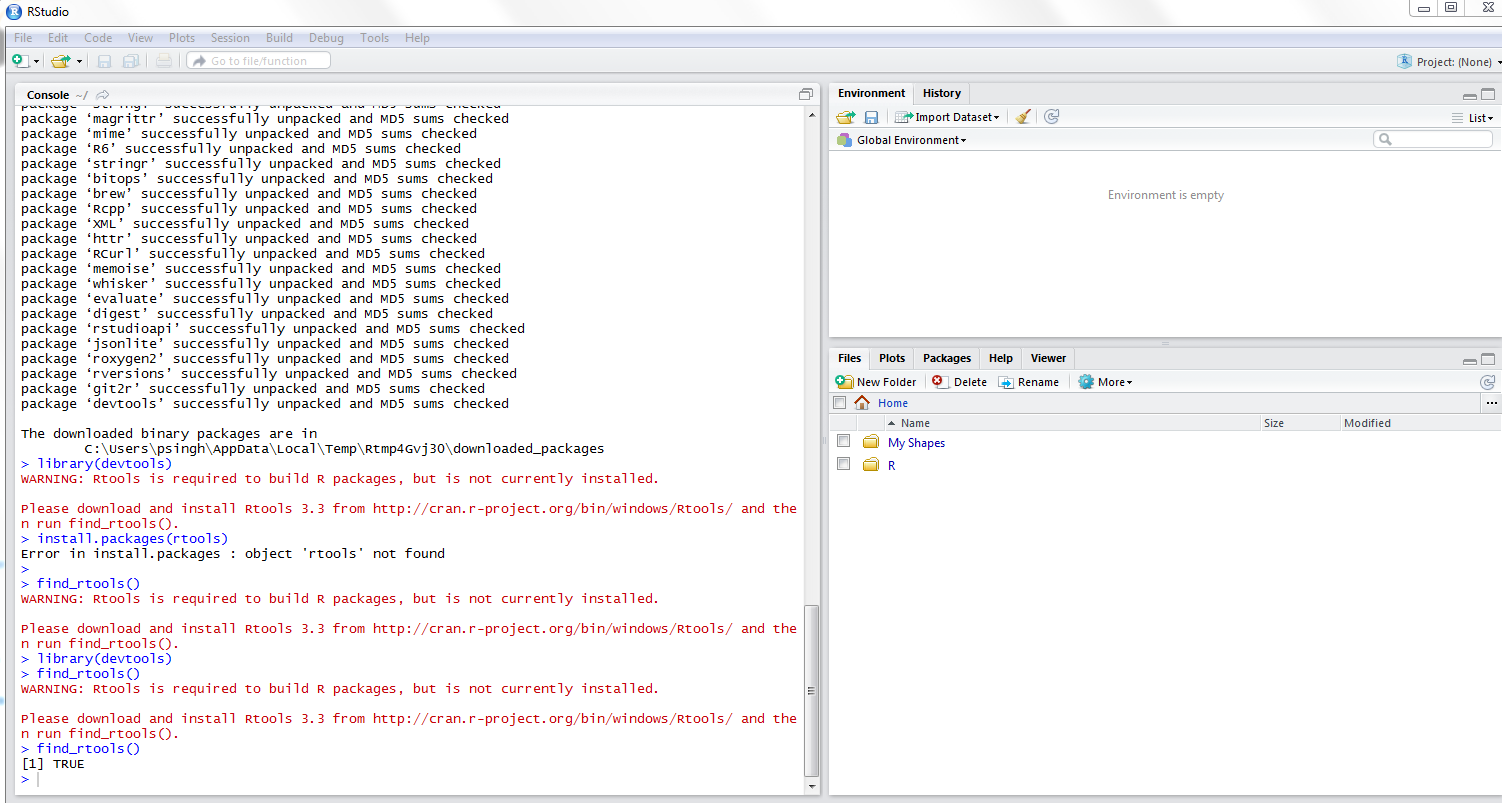 RStudio
File Edit Code View Plots Session Build Debug Tools Help
Go to file/function
Project: (None)
Console ~/
package ‘stringi’ successfully unpacked and MD5 sums checked
package ‘magrittr’ successfully unpacked and MD5 sums checked
package ‘mime’ successfully unpacked and MD5 sums checked
package ‘R6’ successfully unpacked and MD5 sums checked
package ‘stringr’ successfully unpacked and MD5 sums checked
package ‘bitops’ successfully unpacked and MD5 sums checked
package ‘brew’ successfully unpacked and MD5 sums checked
package ‘Rcpp’ successfully unpacked and MD5 sums checked
package ‘XML’ successfully unpacked and MD5 sums checked
package ‘httr’ successfully unpacked and MD5 sums checked
package ‘RCurl’ successfully unpacked and MD5 sums checked
package ‘memoise’ successfully unpacked and MD5 sums checked
package ‘whisker’ successfully unpacked and MD5 sums checked
package ‘evaluate’ successfully unpacked and MD5 sums checked
package ‘digest’ successfully unpacked and MD5 sums checked
package ‘rstudioapi’ successfully unpacked and MD5 sums checked
package ‘jsonlite’ successfully unpacked and MD5 sums checked
package ‘roxygen2’ successfully unpacked and MD5 sums checked
package ‘rversions’ successfully unpacked and MD5 sums checked
package ‘git2r’ successfully unpacked and MD5 sums checked
package ‘devtools’ successfully unpacked and MD5 sums checked
The downloaded binary packages are in
C:\Users\psingh\AppData\Local\Temp\Rtmp4Gvj30\downloaded_packages
> library(devtools)
WARNING: Rtools is required to build R packages, but is not currently installed.
Please download and install Rtools 3.3 from http://cran.r-project.org/bin/windows/Rtools/ and the
n run find_rtools().
> install.packages(rtools)
Error in install.packages : object 'rtools' not found
>
> find_rtools()
WARNING: Rtools is required to build R packages, but is not currently installed.
Please download and install Rtools 3.3 from http://cran.r-project.org/bin/windows/Rtools/ and the
n run find_rtools().
> library(devtools)
> find_rtools()
WARNING: Rtools is required to build R packages, but is not currently installed.
Please download and install Rtools 3.3 from http://cran.r-project.org/bin/windows/Rtools/ and the
n run find_rtools().
> find_rtools()
[1] TRUE
>
Environment History
Import Dataset List
Global Environment
Environment is empty
Files Plots Packages Help Viewer
New Folder Delete Rename More
Home ...
Name Size Modified
My Shapes
R